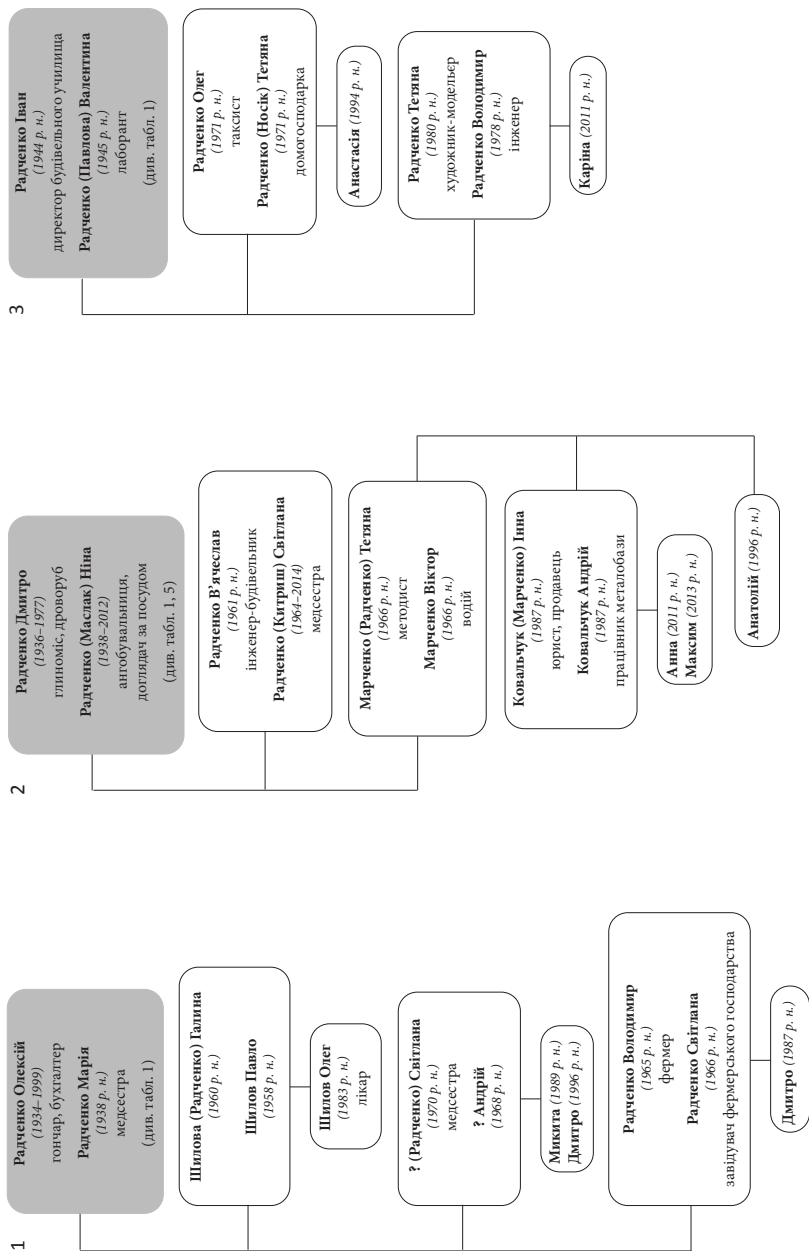 1
Радченко Олексій
(1934–1999)
гончар, бухгалтер
Радченко Марія
(1938 р. н.)
медсестра
(див. табл. 1)
Шилова (Радченко) Галина
(1960 р. н.)
Шилов Павло
(1958 р. н.)
Шилов Олег
(1983 р. н.)
лікар
? (Радченко) Світлана
(1970 р. н.)
медсестра
? Андрій
(1968 р. н.)
Микита (1989 р. н.)
Дмитро (1996 р. н.)
Радченко Володимир
(1965 р. н.)
фермер
Радченко Світлана
(1966 р. н.)
завідувач фермерського господарства
Дмитро (1987 р. н.)
2
Радченко Дмитро
(1936–1977)
глиноміс, дроворуб
Радченко (Маслак) Ніна
(1938–2012)
ангобувальниця,
доглядач за посудом
(див. табл. 1, 5)
Радченко В’ячеслав
(1961 р. н.)
інженер-будівельник
Радченко (Китриш) Світлана
(1964–2014)
медсестра
Марченко (Радченко) Тетяна
(1966 р. н.)
методист
Марченко Віктор
(1966 р. н.)
водій
Ковальчук (Марченко) Інна
(1987 р. н.)
юрист, продавець
Ковальчук Андрій
(1987 р. н.)
працівник металобази
Анна (2011 р. н.)
Максим (2013 р. н.)
Анатолій (1996 р. н.)
3
Радченко Іван
(1944 р. н.)
директор будівельного училища
Радченко (Павлова) Валентина
(1945 р. н.)
лаборант
(див. табл. 1)
Радченко Олег
(1971 р. н.)
таксист
Радченко (Носік) Тетяна
(1971 р. н.)
домогосподарка
Анастасія (1994 р. н.)
Радченко Тетяна
(1980 р. н.)
художник-модельєр
Радченко Володимир
(1978 р. н.)
інженер
Каріна (2011 р. н.)